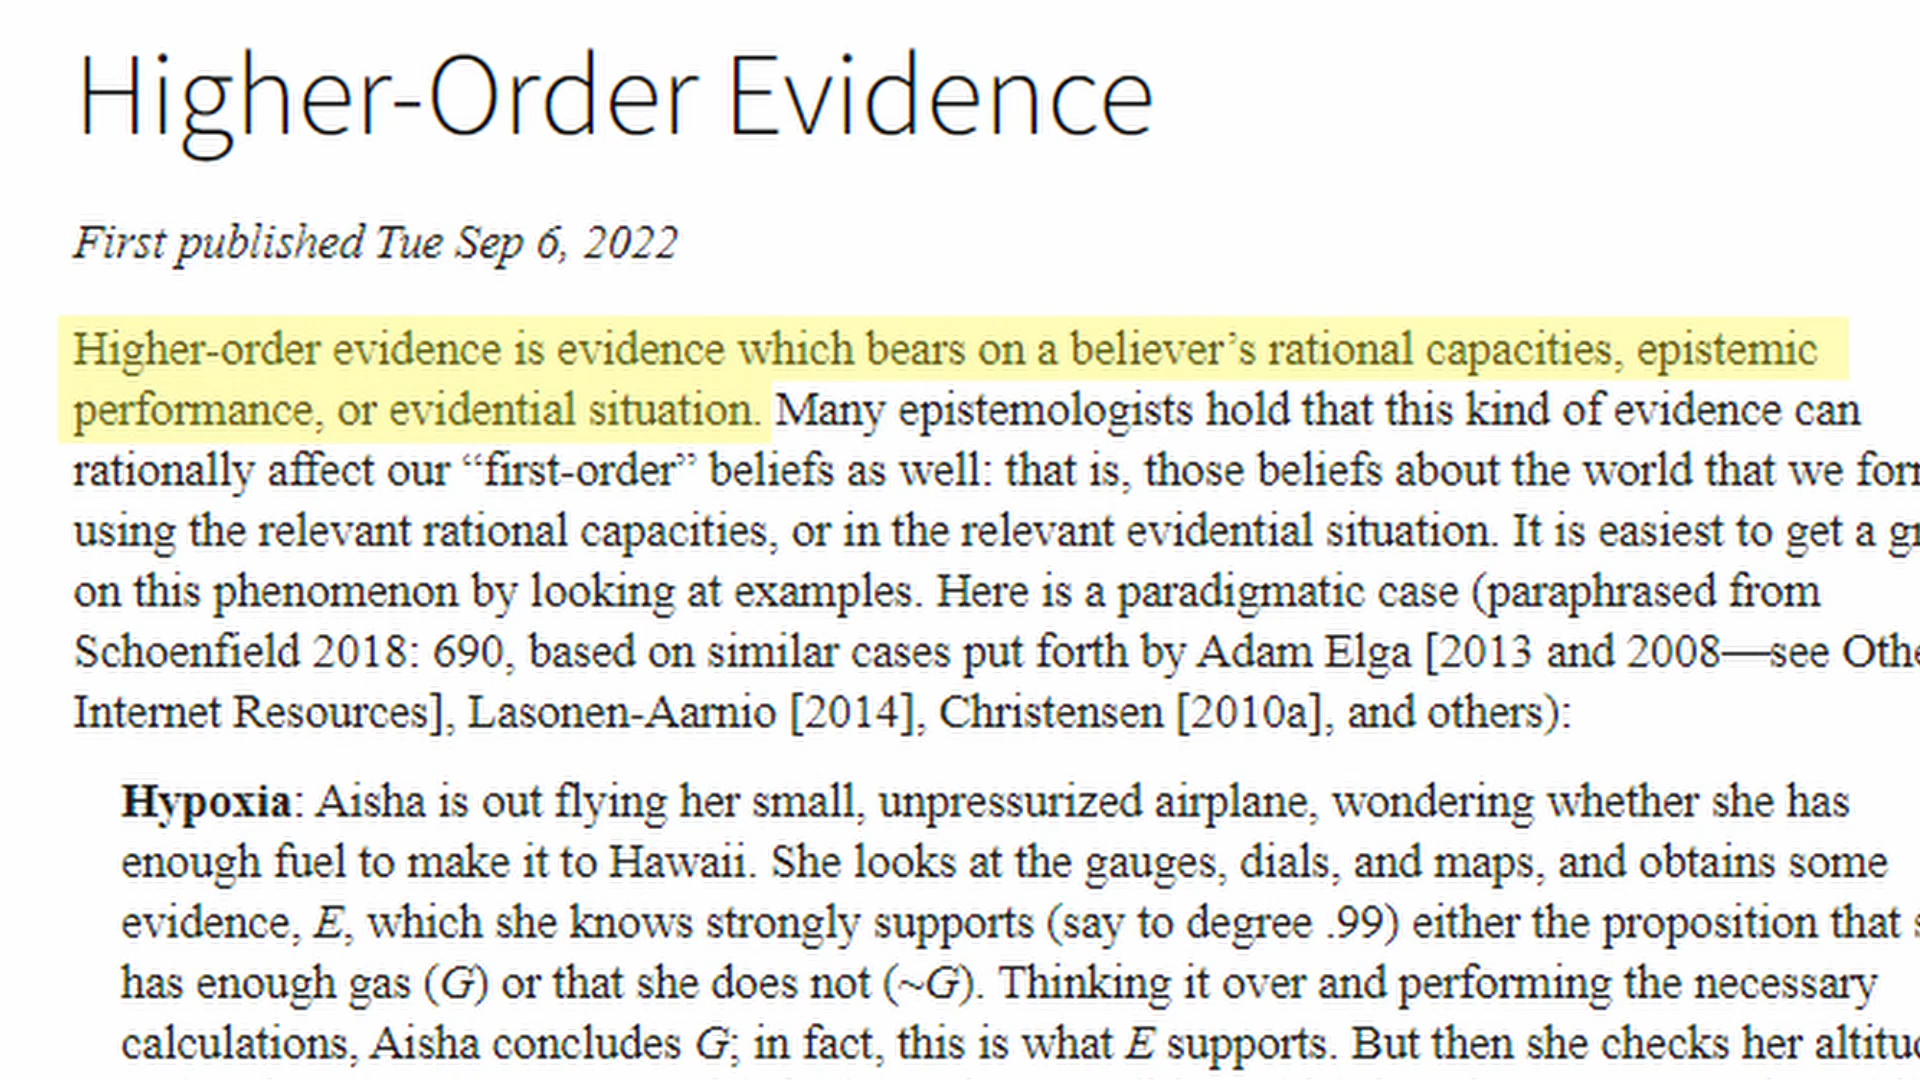 Higher-Order Evidence
First published Tue Sep 6, 2022
Higher-order evidence is evidence which bears on a believer’s rational capacities, epistemic
performance, or evidential situation. Many epistemologists hold that this kind of evidence can
rationally affect our “first-order” beliefs as well: that is, those beliefs about the world that we
using the relevant rational capacities, or in the relevant evidential situation. It is easiest to get a
on this phenomenon by looking at examples. Here is a paradigmatic case (paraphrased from
Schoenfield 2018: 690, based on similar cases put forth by Adam Elga [2013 and 2008—see
Internet Resources], Lasonen-Aarnio [2014], Christensen [2010a], and others):
Hypoxia: Aisha is out flying her small, unpressurized airplane, wondering whether she has
enough fuel to make it to Hawaii. She looks at the gauges, dials, and maps, and obtains some
evidence, E, which she knows strongly supports (say to degree .99) either the proposition that
has enough gas (G) or that she does not (~G). Thinking it over and performing the necessary
calculations, Aisha concludes G; in fact, this is what E supports. But then she checks her